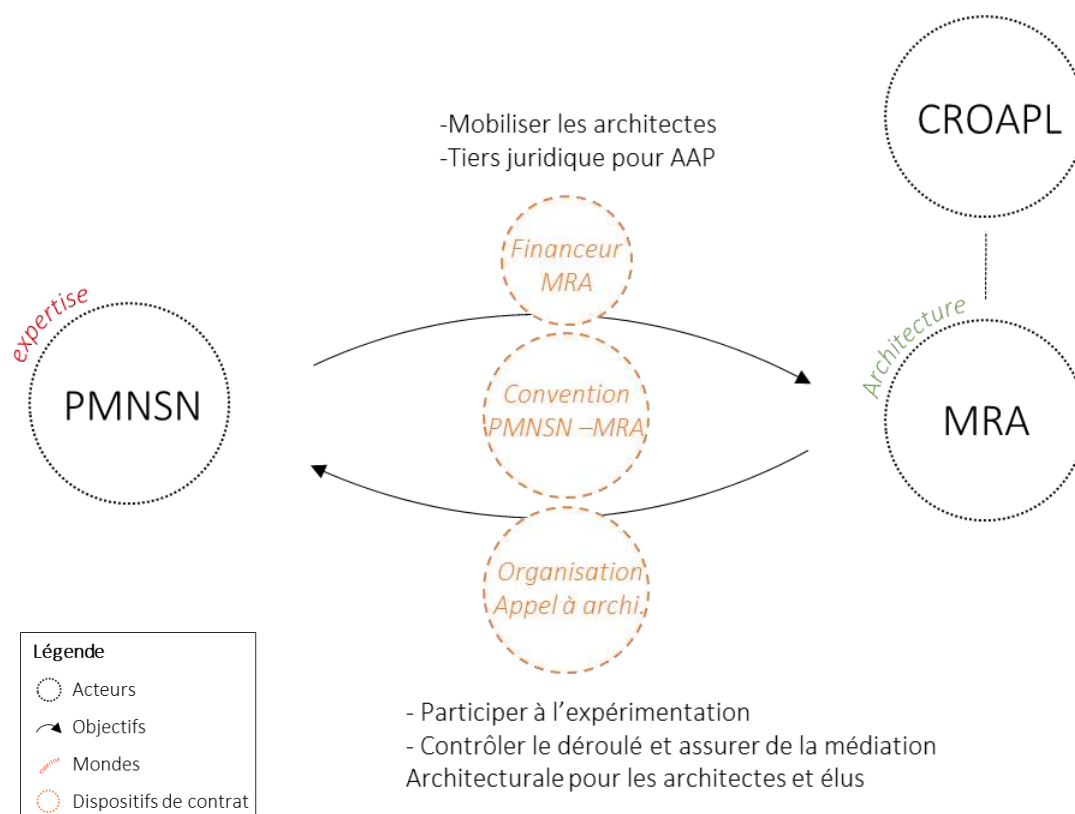 CROAPL
-Mobiliser les architectes
-Tiers juridique pour AAP
Financeur
MRA
expertise
PMNSN
Convention
PMNSN –MRA
Architecture
MRA
Organisation
Appel à archi.
Légende
Acteurs
Objectifs
expertise
Mondes
Dispositifs de contrat
- Participer à l'expérimentation
- Contrôler le déroulé et assurer de la médiation
Architecturale pour les architectes et élus